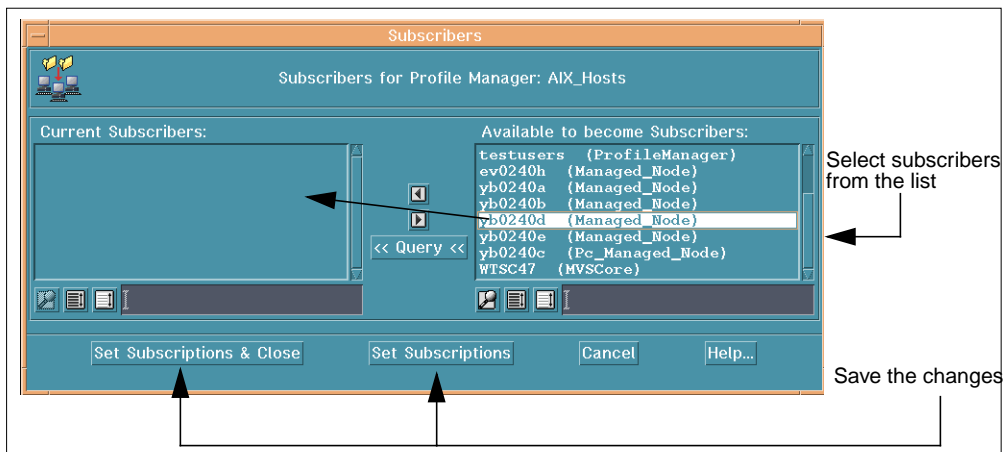 Subscribers
Subscribers for Profile Manager: AIX_Hosts
Current Subscribers:
Available to become Subscribers:
testusers (ProfileManager)
ev0240h (Managed_Node)
yb0240a (Managed_Node)
yb0240b (Managed_Node)
yb0240d (Managed_Node)
yb0240e (Managed_Node)
yb0240c (Pc_Managed_Node)
WTSC47 (MVSCore)
<< Query <<
Select subscribers
from the list
Set Subscriptions & Close
Set Subscriptions
Cancel
Help...
Save the changes